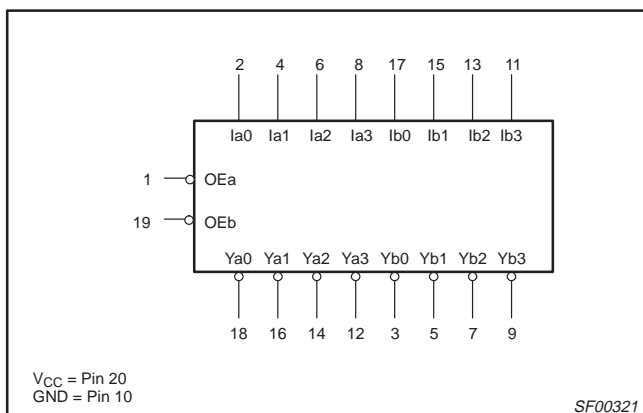 2 4 6 8 17 15 13 11
Ia0 Ia1 Ia2 Ia3 Ib0 Ib1 Ib2 Ib3
1 OEa
19 OEb
Ya0 Ya1 Ya2 Ya3 Yb0 Yb1 Yb2 Yb3
18 16 14 12 3 5 7 9
VCC = Pin 20
GND = Pin 10
SF00321